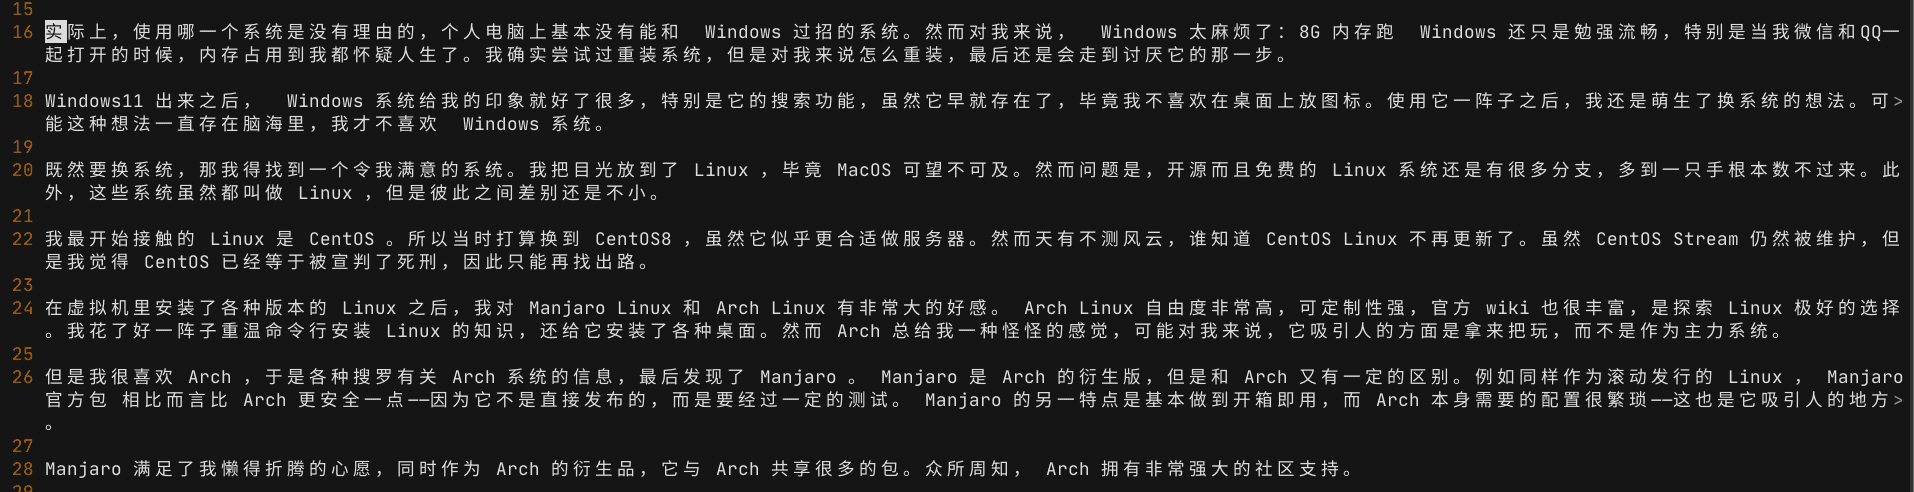 15
16 实际上，使用哪一个系统是没有理由的，个人电脑上基本没有能和  Windows 过招的系统。然而对我来说，  Windows 太麻烦了：8G 内存跑  Windows 还只是勉强流畅，特别是当我微信和QQ一
起打开的时候，内存占用到我都怀疑人生了。我确实尝试过重装系统，但是对我来说怎么重装，最后还是会走到讨厌它的那一步。
17
18 Windows11 出来之后，  Windows 系统给我的印象就好了很多，特别是它的搜索功能，虽然它早就存在了，毕竟我不喜欢在桌面上放图标。使用它一阵子之后，我还是萌生了换系统的想法。可>
能这种想法一直存在脑海里，我才不喜欢  Windows 系统。
19
20 既然要换系统，那我得找到一个令我满意的系统。我把目光放到了 Linux ，毕竟 MacOS 可望不可及。然而问题是，开源而且免费的 Linux 系统还是有很多分支，多到一只手根本数不过来。此
外，这些系统虽然都叫做 Linux ，但是彼此之间差别还是不小。
21
22 我最开始接触的 Linux 是 CentOS 。所以当时打算换到 CentOS8 ，虽然它似乎更合适做服务器。然而天有不测风云，谁知道 CentOS Linux 不再更新了。虽然 CentOS Stream 仍然被维护，但
是我觉得 CentOS 已经等于被宣判了死刑，因此只能再找出路。
23
24 在虚拟机里安装了各种版本的 Linux 之后，我对 Manjaro Linux 和 Arch Linux 有非常大的好感。 Arch Linux 自由度非常高，可定制性强，官方 wiki 也很丰富，是探索 Linux 极好的选择
。我花了好一阵子重温命令行安装 Linux 的知识，还给它安装了各种桌面。然而 Arch 总给我一种怪怪的感觉，可能对我来说，它吸引人的方面是拿来把玩，而不是作为主力系统。
25
26 但是我很喜欢 Arch ，于是各种搜罗有关 Arch 系统的信息，最后发现了 Manjaro 。 Manjaro 是 Arch 的衍生版，但是和 Arch 又有一定的区别。例如同样作为滚动发行的 Linux ， Manjaro
官方包 相比而言比 Arch 更安全一点——因为它不是直接发布的，而是要经过一定的测试。 Manjaro 的另一特点是基本做到开箱即用，而 Arch 本身需要的配置很繁琐——这也是它吸引人的地方>
。
27
28 Manjaro 满足了我懒得折腾的心愿，同时作为 Arch 的衍生品，它与 Arch 共享很多的包。众所周知， Arch 拥有非常强大的社区支持。
29